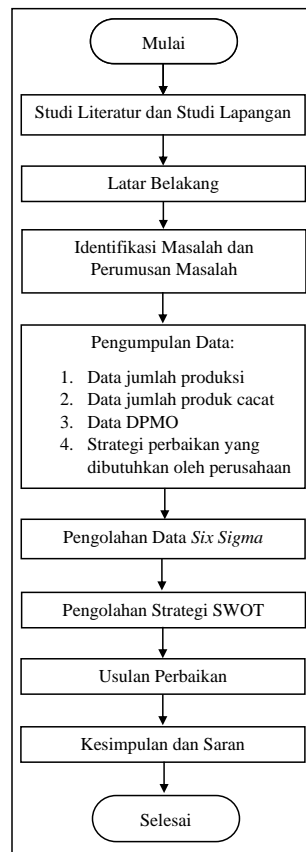 Mulai
Studi Literatur dan Studi Lapangan
Latar Belakang
Identifikasi Masalah dan
Perumusan Masalah
Pengumpulan Data:
1. Data jumlah produksi
2. Data jumlah produk cacat
3. Data DPMO
4. Strategi perbaikan yang
dibutuhkan oleh perusahaan
Pengolahan Data Six Sigma
Pengolahan Strategi SWOT
Usulan Perbaikan
Kesimpulan dan Saran
Selesai